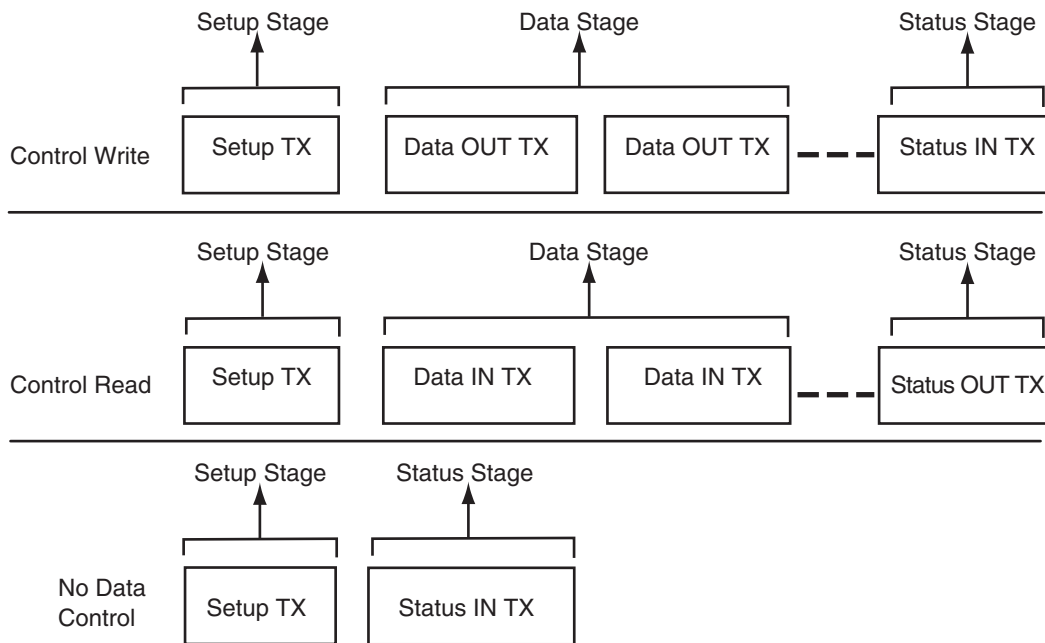 Setup Stage Data Stage Status Stage
Control Write Setup TX Data OUT TX Data OUT TX Status IN TX
Setup Stage Data Stage Status Stage
Control Read Setup TX Data IN TX Data IN TX Status OUT TX
Setup Stage Status Stage
No Data
Control Setup TX Status IN TX